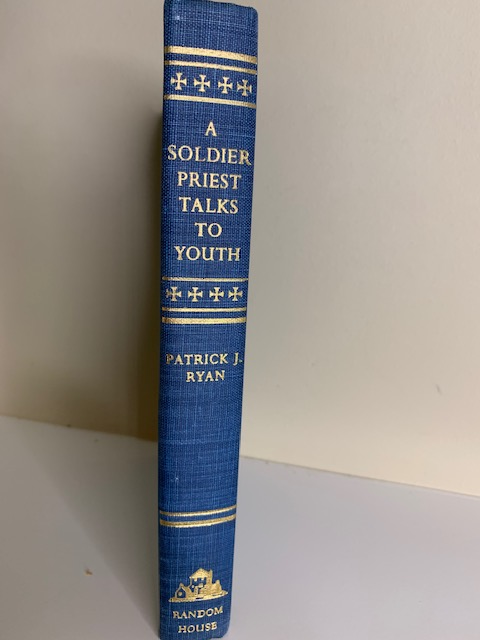 A
SOLDIER
PRIEST
TALKS
TO
YOUTH
PATRICK J.
RYAN
RANDOM
HOUSE